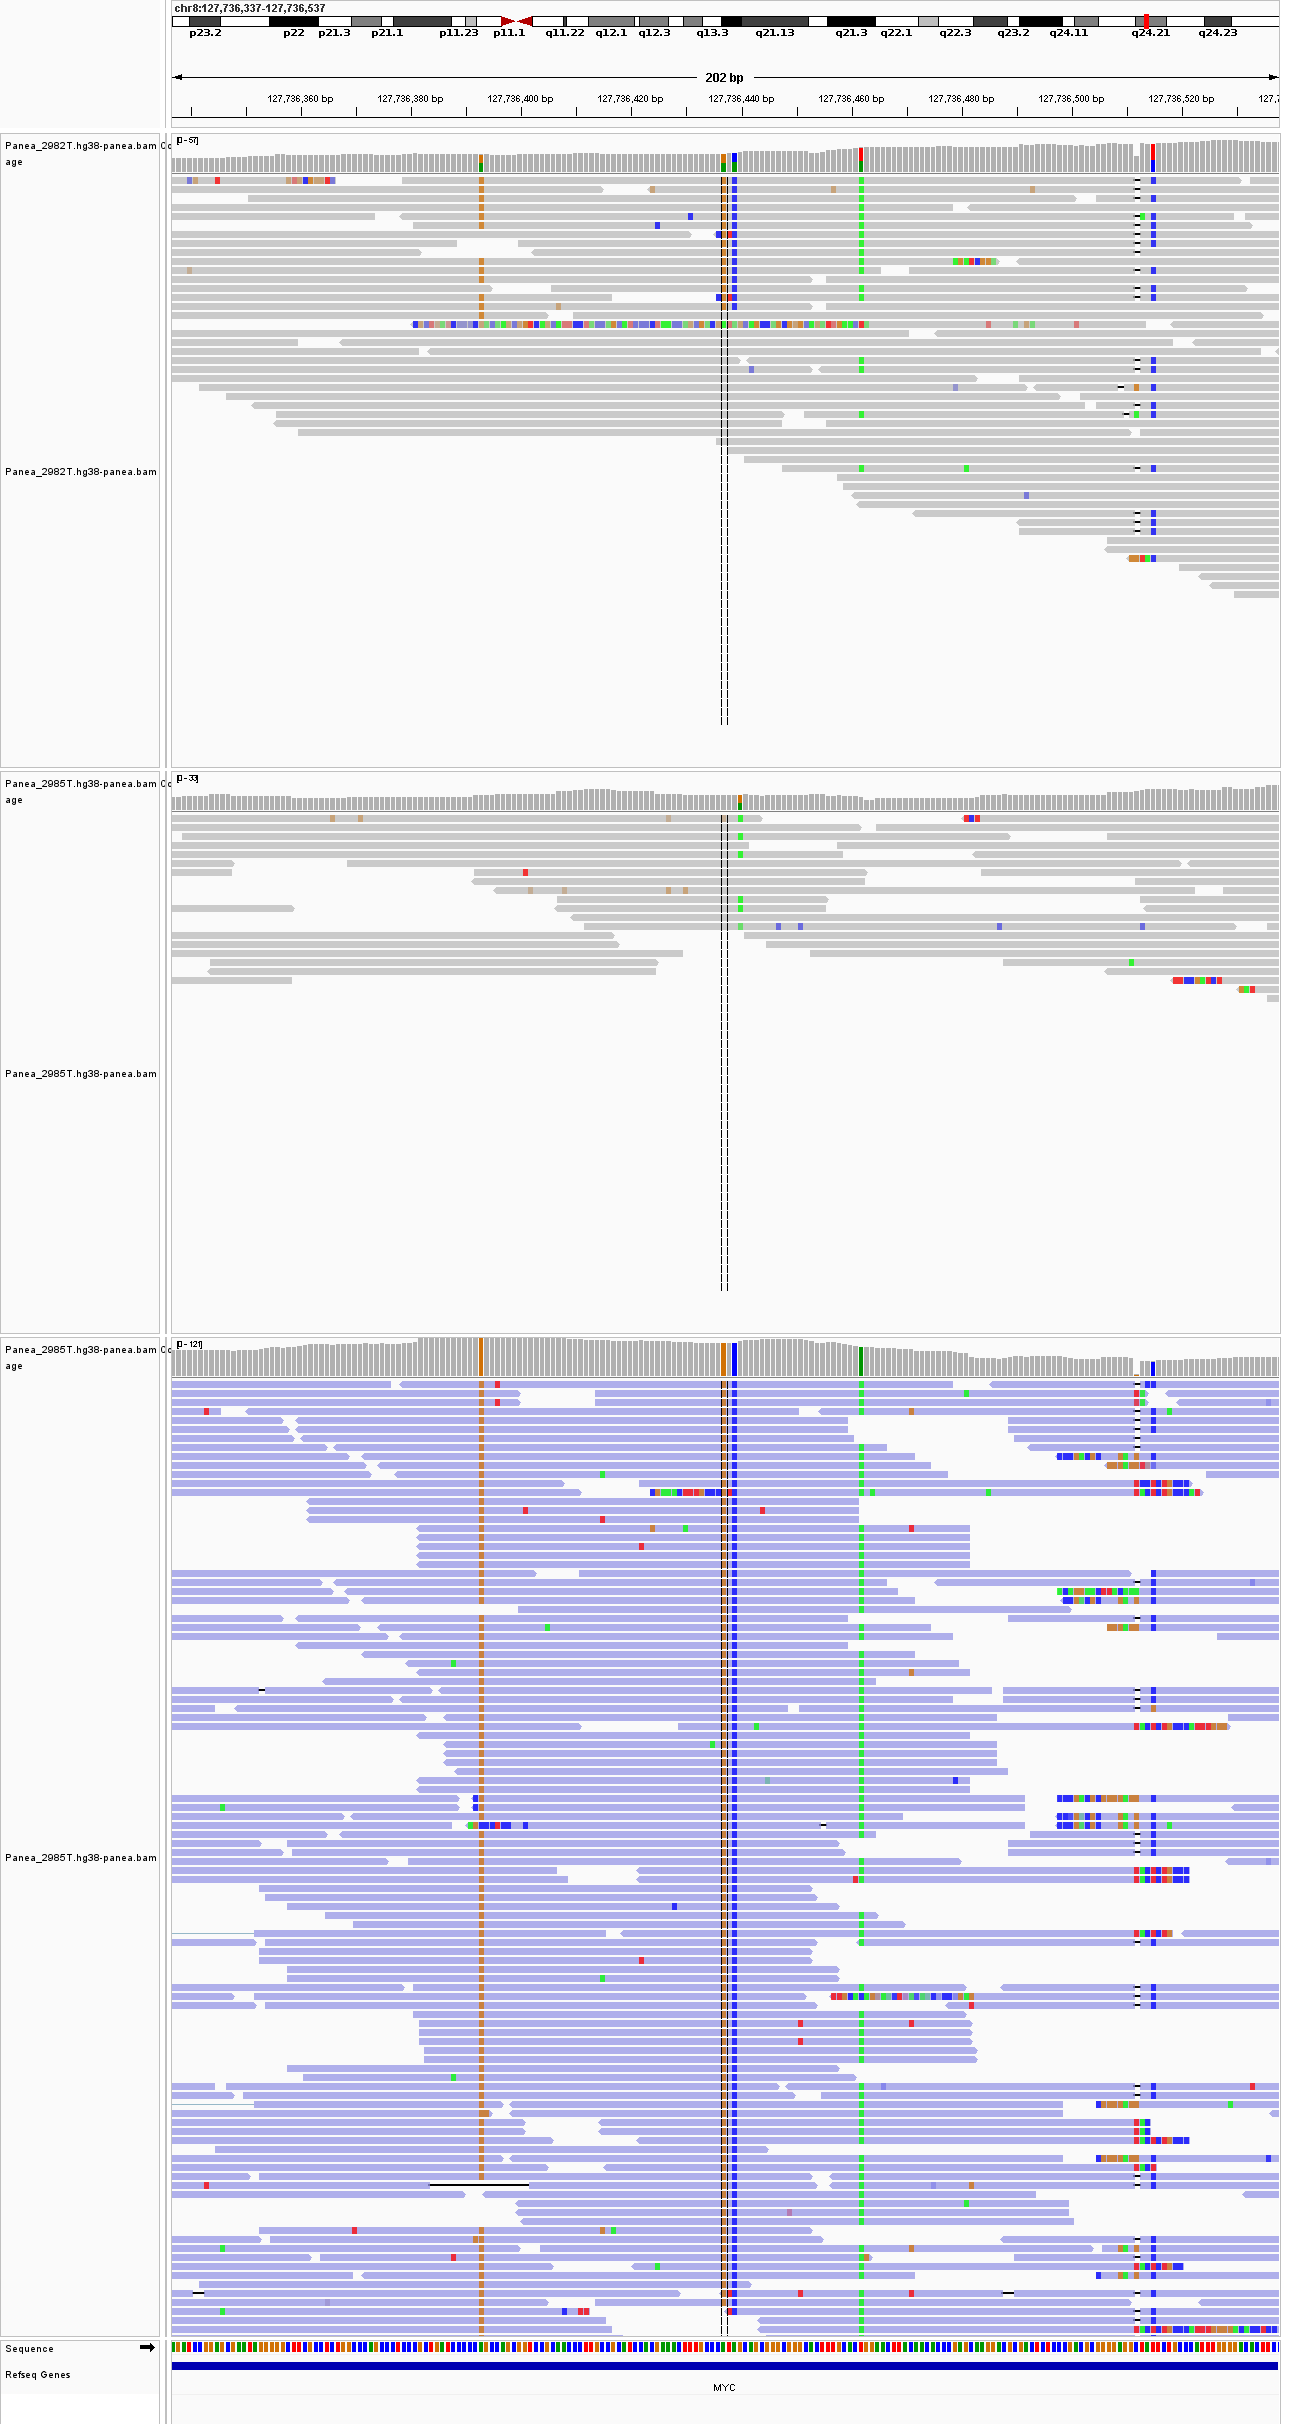 chr8:127,736,337-127,736,537
p23.2 p22 p21.3 p21.1 p11.23 p11.1 q11.22 q12.1 q12.3 q13.3 q21.13 q21.3 q22.1 q22.3 q23.2 q24.11 q24.21 q24.23
202 bp
127,736,360 bp 127,736,380 bp 127,736,400 bp 127,736,420 bp 127,736,440 bp 127,736,460 bp 127,736,480 bp 127,736,500 bp 127,736,520 bp 127,7
Panea_2982T.hg38-panea.bam Co
age
[0 - 57]
Panea_2982T.hg38-panea.bam
Panea_2985T.hg38-panea.bam Co
age
[0 - 33]
Panea_2985T.hg38-panea.bam
Panea_2985T.hg38-panea.bam Co
age
[0 - 121]
Panea_2985T.hg38-panea.bam
Sequence
Refseq Genes
MYC